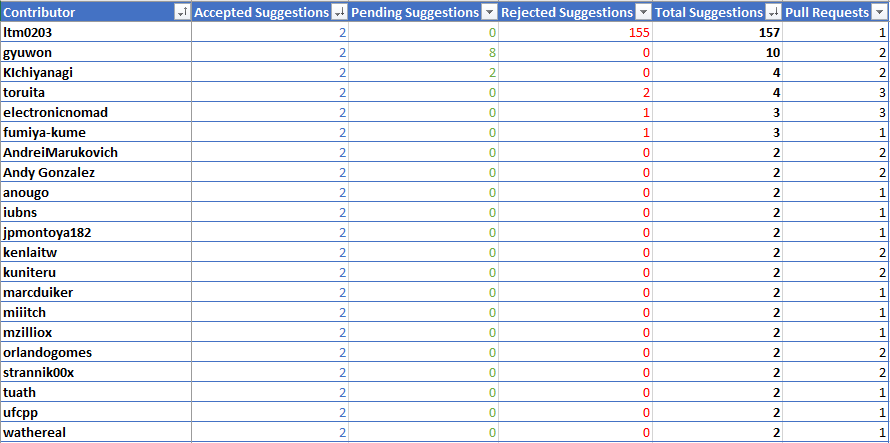 Contributor Accepted Suggestions Pending Suggestions Rejected Suggestions Total Suggestions Pull Requests
ltm0203 2 0 155 157 1
gyuwon 2 8 0 10 2
KIchiyanagi 2 2 0 4 2
toruita 2 0 2 4 3
electronicnomad 2 0 1 3 3
fumiya-kume 2 0 1 3 1
AndreiMarukovich 2 0 0 2 2
Andy Gonzalez 2 0 0 2 2
anougo 2 0 0 2 1
iubns 2 0 0 2 1
jpmontoya182 2 0 0 2 1
kenlaitw 2 0 0 2 2
kuniteru 2 0 0 2 2
marcduiker 2 0 0 2 1
miiitch 2 0 0 2 1
mzilliox 2 0 0 2 1
orlandogomes 2 0 0 2 2
strannik00x 2 0 0 2 2
tuath 2 0 0 2 1
ufcpp 2 0 0 2 1
wathereal 2 0 0 2 1